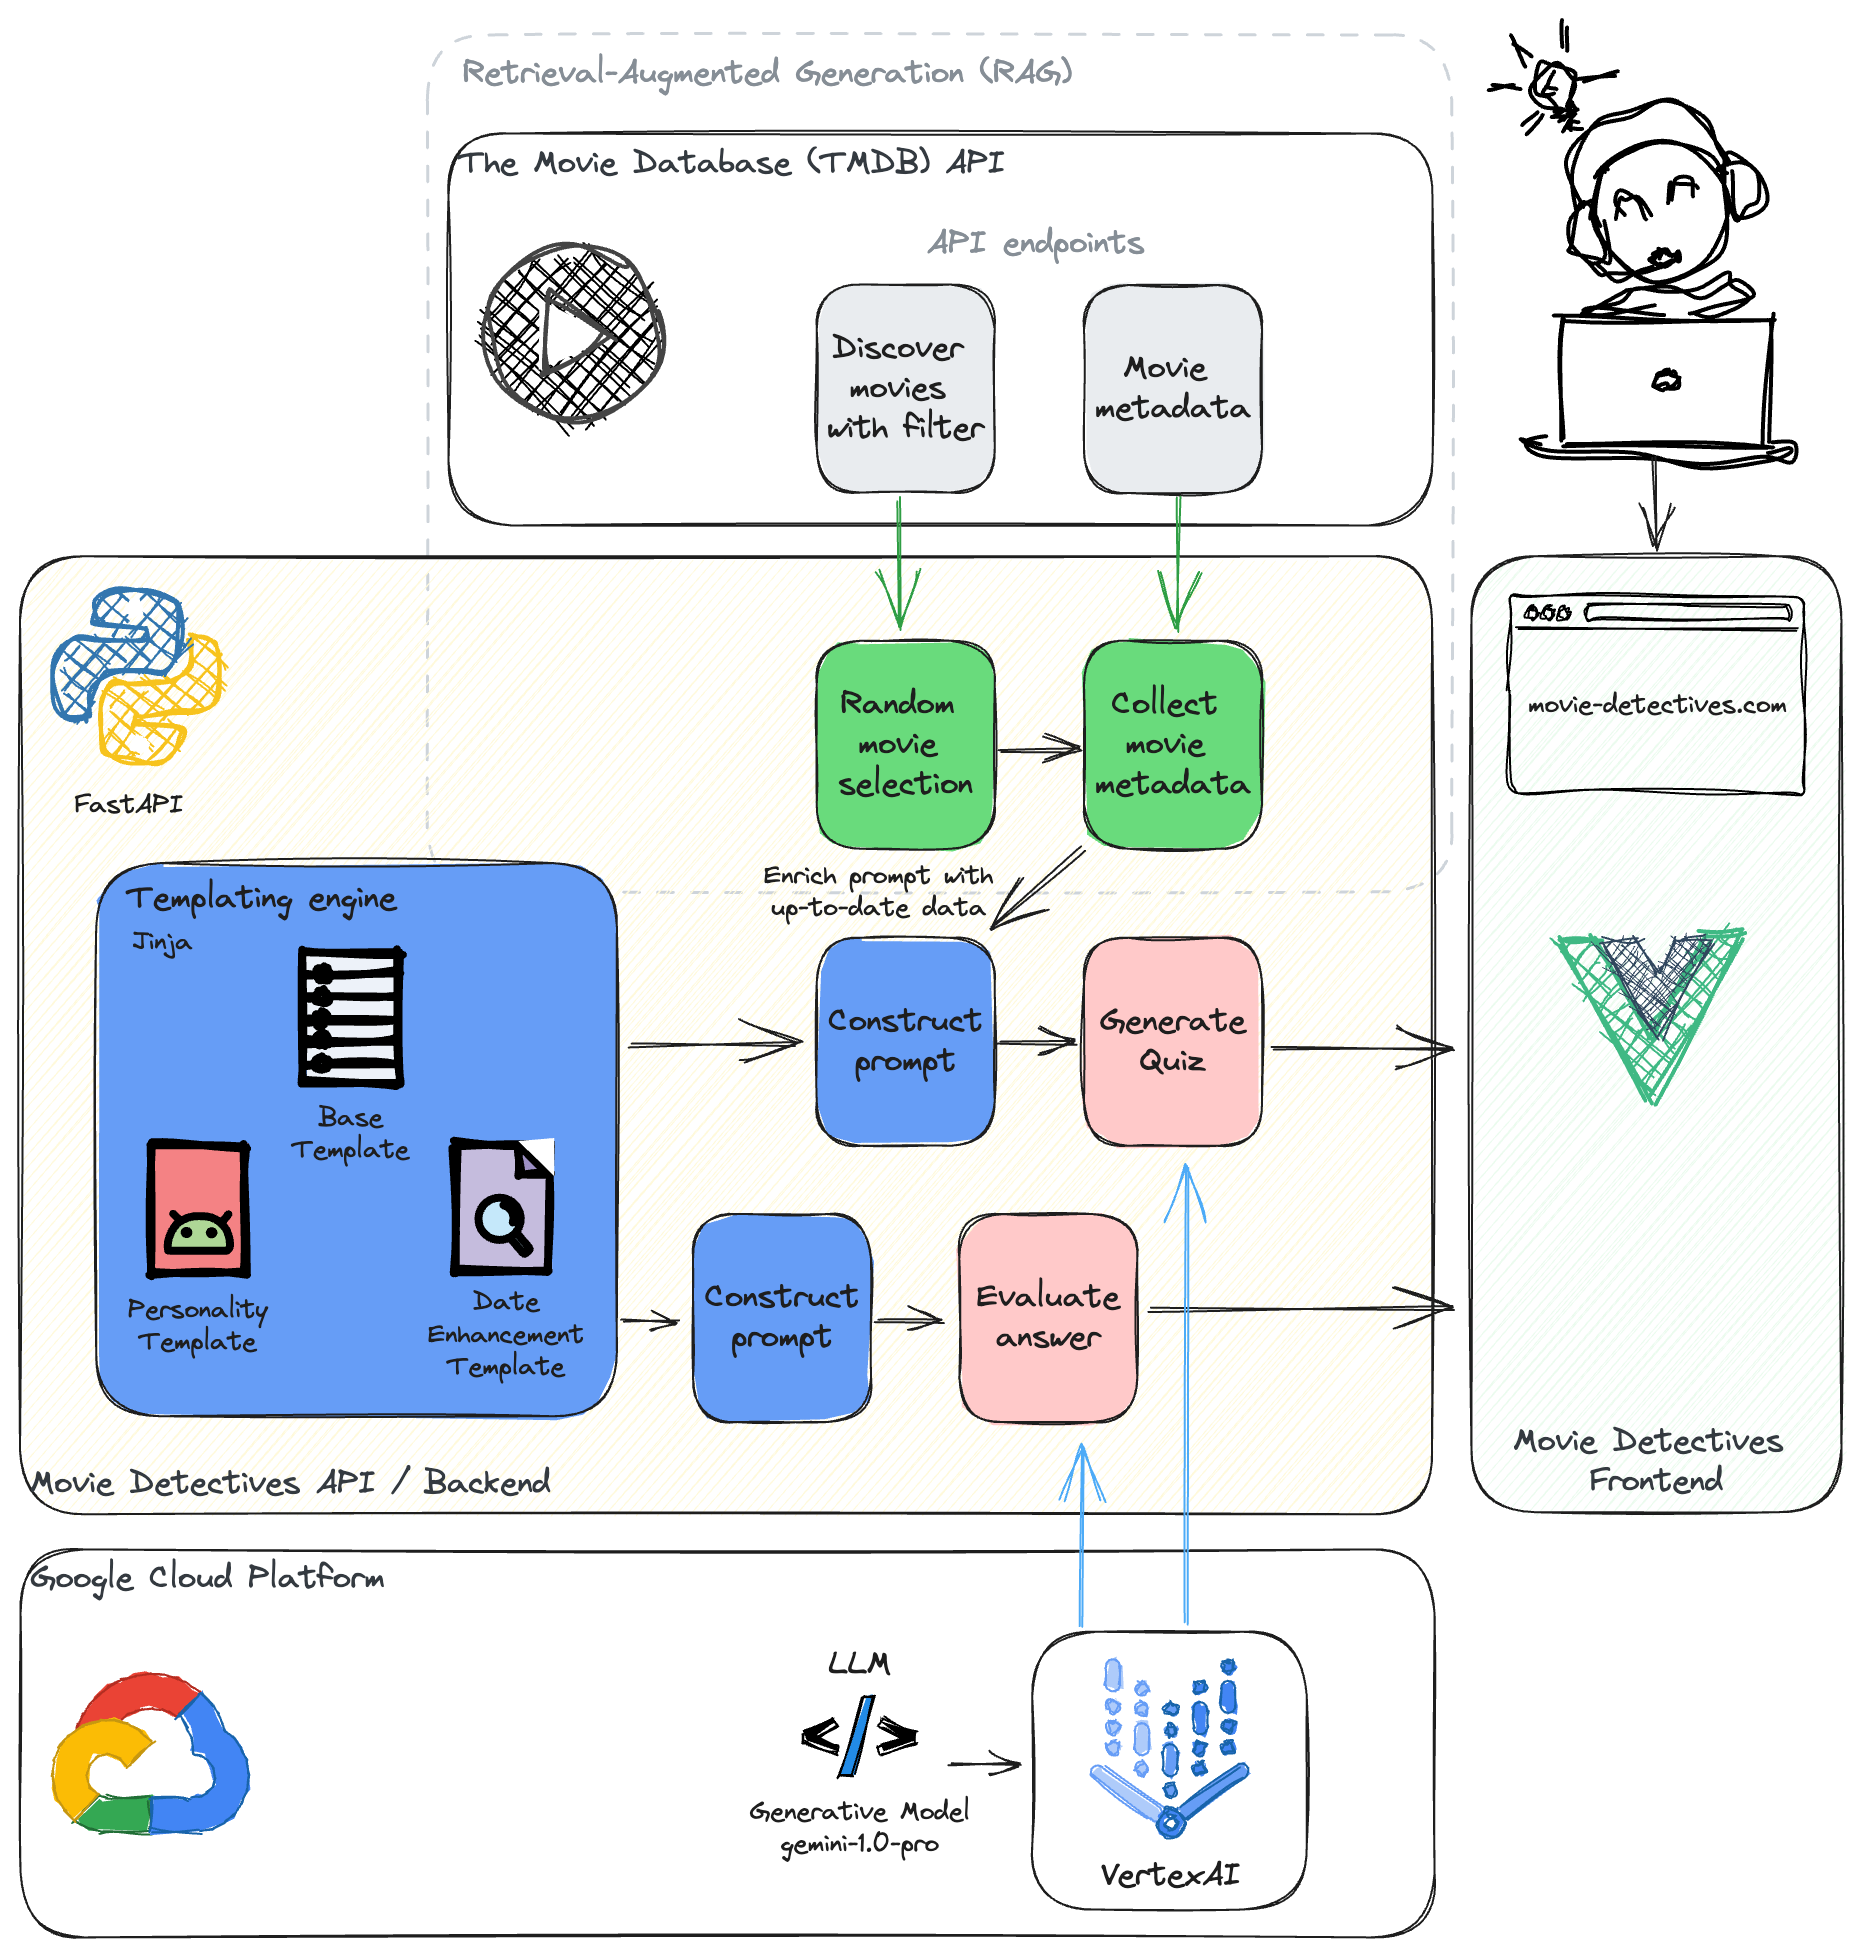 Retrieval-Augmented Generation (RAG)
The Movie Database (TMDB) API
API endpoints
Discover
movies
with filter
Movie
metadata
FastAPI
Random
movie
selection
Collect
movie
metadata
movie-detectives.com
Enrich prompt with
up-to-date data
Templating engine
Jinja
Base
Template
Personality
Template
Date
Enhancement
Template
Construct
prompt
Generate
Quiz
Construct
prompt
Evaluate
answer
Movie Detectives API / Backend
Movie Detectives
Frontend
Google Cloud Platform
LLM
Generative Model
gemini-1.0-pro
VertexAI